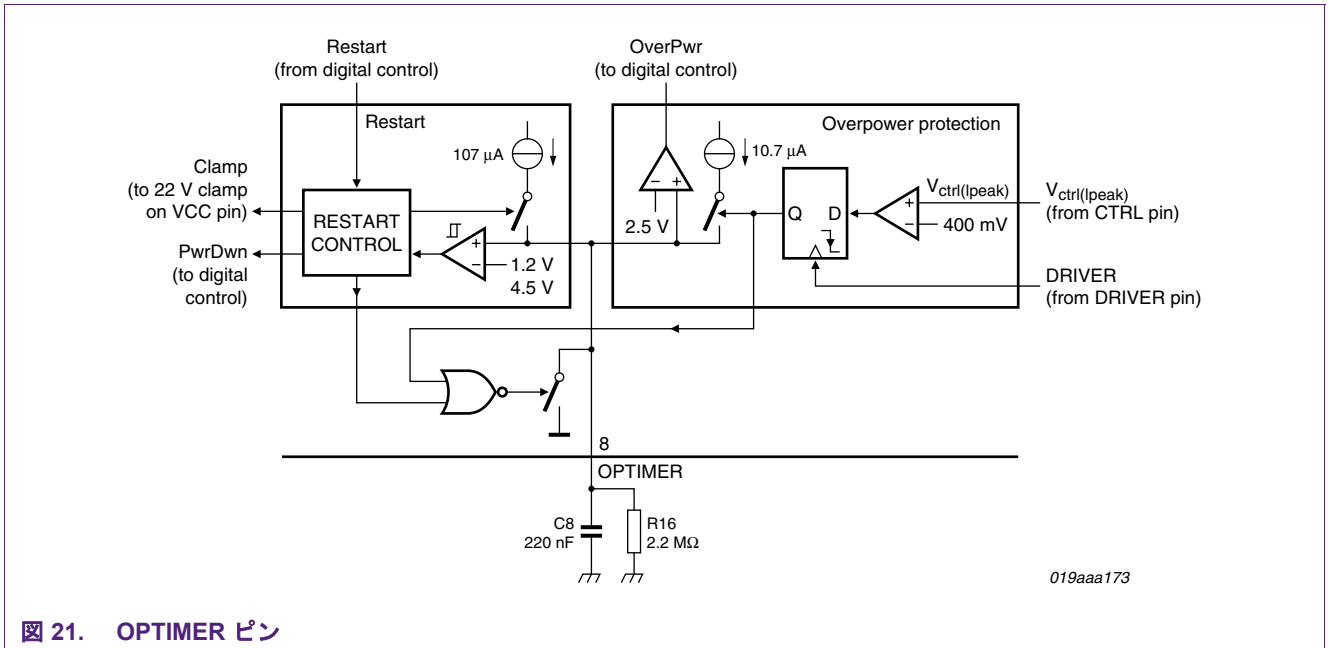 Restart
(from digital control)
OverPwr
(to digital control)
Restart
107 μA
Clamp
(to 22 V clamp
on VCC pin)
RESTART
CONTROL
PwrDwn
(to digital
control)
+
−
1.2 V
4.5 V
Overpower protection
10.7 μA
− +
2.5 V
Q D
Vctrl(Ipeak)
+
−
400 mV
Vctrl(Ipeak)
(from CTRL pin)
DRIVER
(from DRIVER pin)
8
OPTIMER
C8
220 nF
R16
2.2 MΩ
019aaa173
図 21. OPTIMER ピン